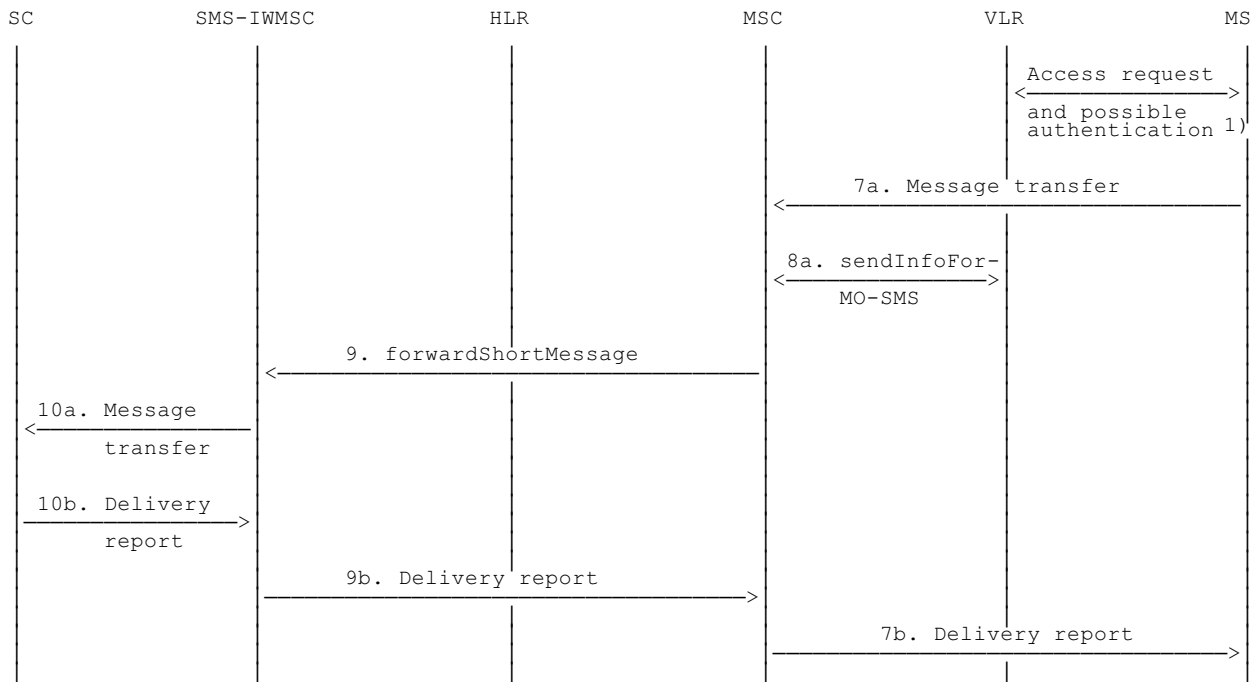 SC SMS-IWMSC HLR MSC VLR MS
Access request
and possible
authentication 1)
7a. Message transfer
8a. sendInfoFor-
MO-SMS
9. forwardShortMessage
10a. Message
transfer
10b. Delivery
report
9b. Delivery report
7b. Delivery report